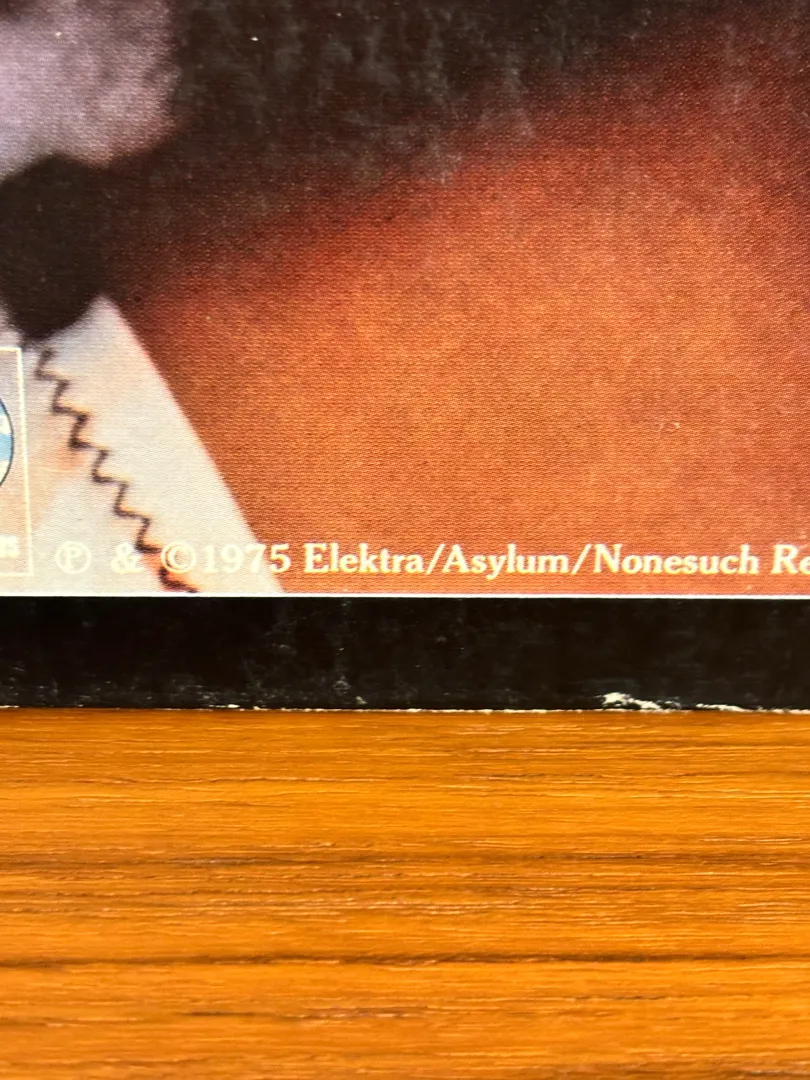 ℗ & ©1975 Elektra/Asylum/Nonesuch Re